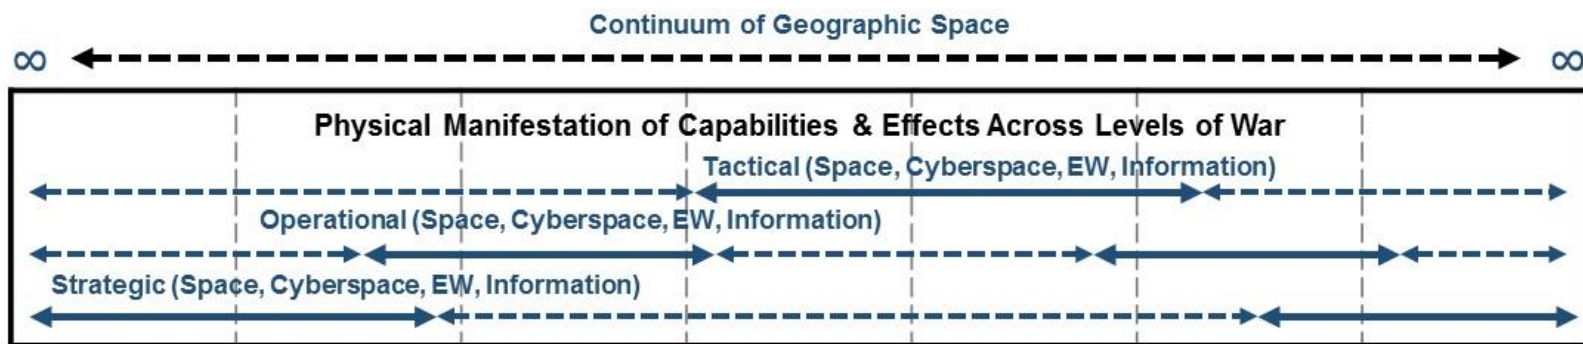 Continuum of Geographic Space
∞ ∞
Physical Manifestation of Capabilities & Effects Across Levels of War
Tactical (Space, Cyberspace, EW, Information)
Operational (Space, Cyberspace, EW, Information)
Strategic (Space, Cyberspace, EW, Information)